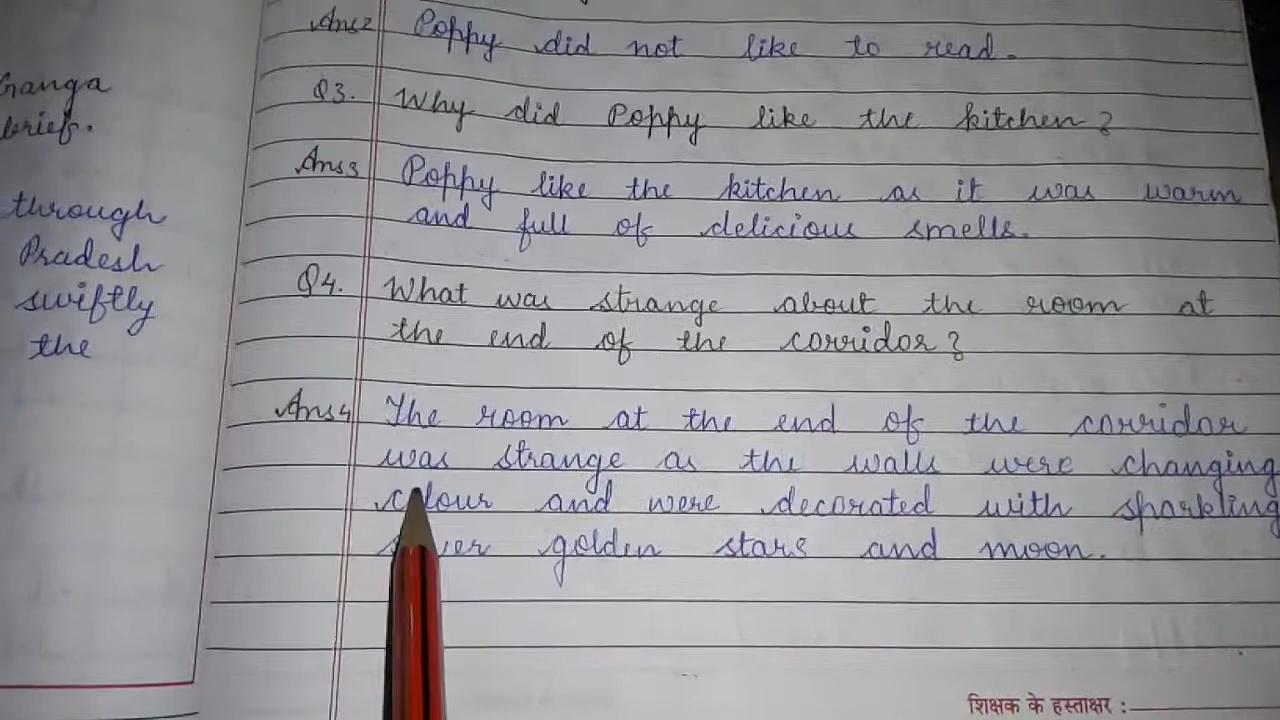 Ganga
brief.
through
Pradesh
swiftly
the
Ans2 Poppy did not like to read.
Q3. Why did Poppy like the kitchen?
Ans3 Poppy like the kitchen as it was warm
and full of delicious smells.
Q4. What was strange about the room at
the end of the corridor?
Ans4 The room at the end of the corridor
was strange as the walls were changing
colour and were decorated with sparkling
golden stars and moon.
शिक्षक के हस्ताक्षर :